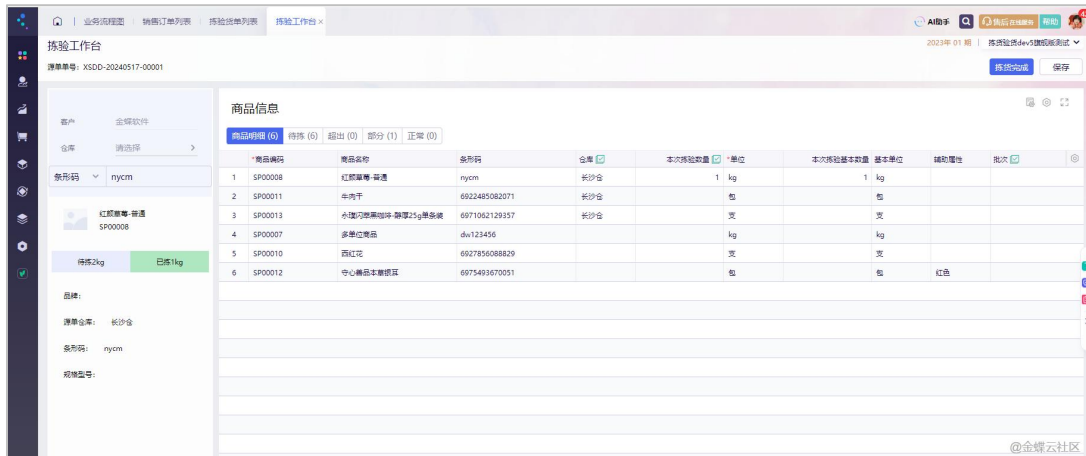 业务流程图 销售订单列表 拣验货单列表 拣验工作台 × AI助手 售后在线服务 帮助
拣验工作台 2023年 01 期 拣货验货dev5旗舰版测试
源单单号：XSDD-20240517-00001 拣货完成 保存
商品信息
客户 金蝶软件
商品明细 (6) 待拣 (6) 超出 (0) 部分 (1) 正常 (0)
仓库 请选择
*商品编码 商品名称 条形码 仓库 本次拣验数量 *单位 本次拣验基本数量 基本单位 辅助属性 批次
条形码 nycm
1 SP00008 红颜草莓-普通 nycm 长沙仓 1 kg 1 kg
2 SP00011 牛肉干 6922485082071 长沙仓 包 包
3 SP00013 永璞闪萃黑咖啡-醇厚25g单条装 6971062129357 长沙仓 支 支
4 SP00007 多单位商品 dw123456 kg kg
5 SP00010 西红花 6927856088829 支 支
6 SP00012 守心善品本草银耳 6975493670051 包 包 红色
红颜草莓-普通
SP00008
待拣2kg 已拣1kg
品牌：
源单仓库： 长沙仓
条形码： nycm
规格型号：
@金蝶云社区